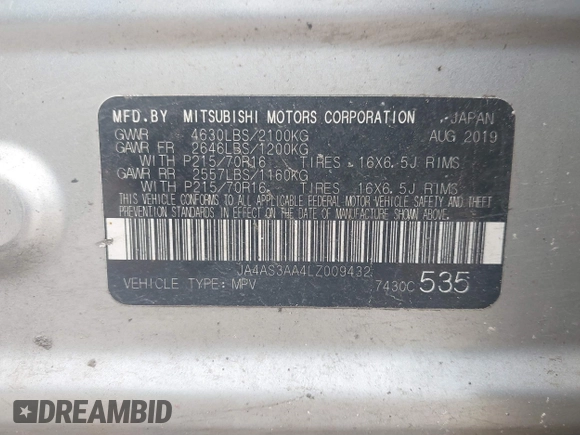 MFD.BY MITSUBISHI MOTORS CORPORATION JAPAN
GVWR 4630LBS/2100KG AUG 2019
GAWR FR 2646LBS/1200KG
WITH P215/70R16 TIRES 16X6.5J RIMS
GAWR RR 2557LBS/1160KG
WITH P215/70R16 TIRES 16X6.5J RIMS
THIS VEHICLE CONFORMS TO ALL APPLICABLE FEDERAL MOTOR VEHICLE SAFETY, BUMPER, AND THEFT PREVENTION STANDARDS IN EFFECT ON THE DATE OF MANUFACTURE SHOWN ABOVE.
JA4AS3AA4LZ009432
VEHICLE TYPE: MPV 7430C 535
DREAMBID